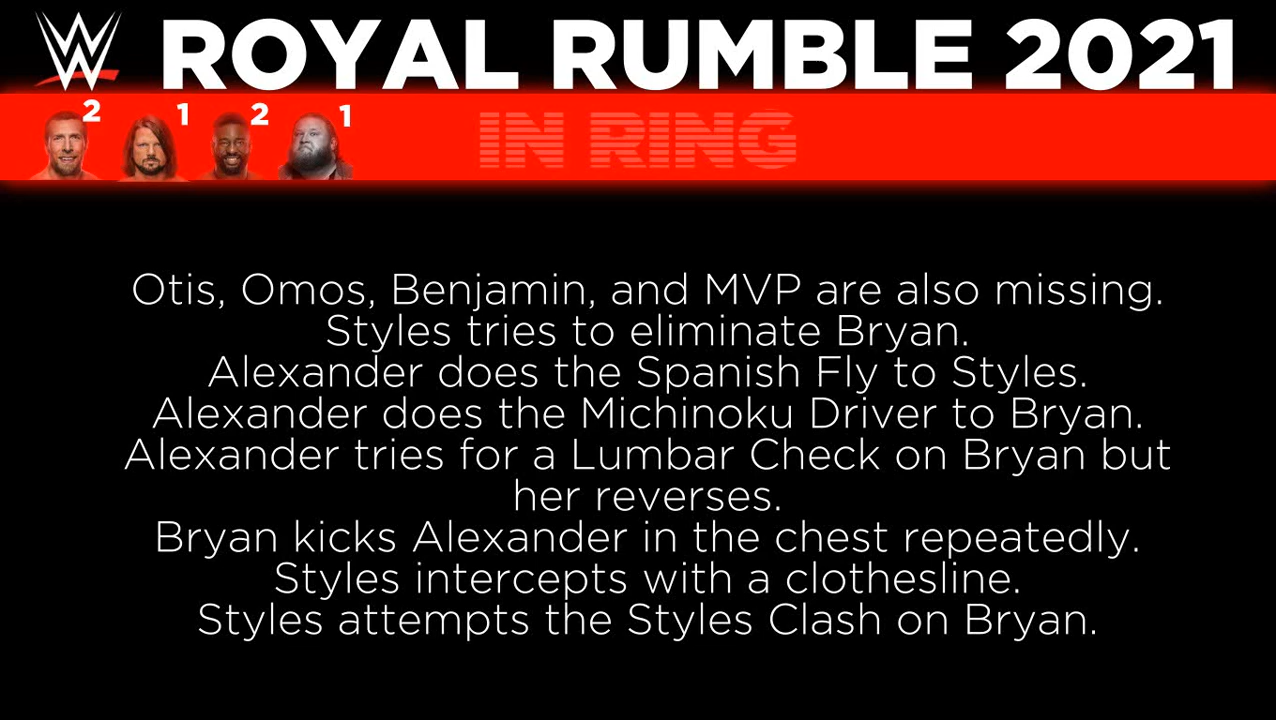 W ROYAL RUMBLE 2021
2 1 2 1
IN RING
Otis, Omos, Benjamin, and MVP are also missing.
Styles tries to eliminate Bryan.
Alexander does the Spanish Fly to Styles.
Alexander does the Michinoku Driver to Bryan.
Alexander tries for a Lumbar Check on Bryan but
her reverses.
Bryan kicks Alexander in the chest repeatedly.
Styles intercepts with a clothesline.
Styles attempts the Styles Clash on Bryan.